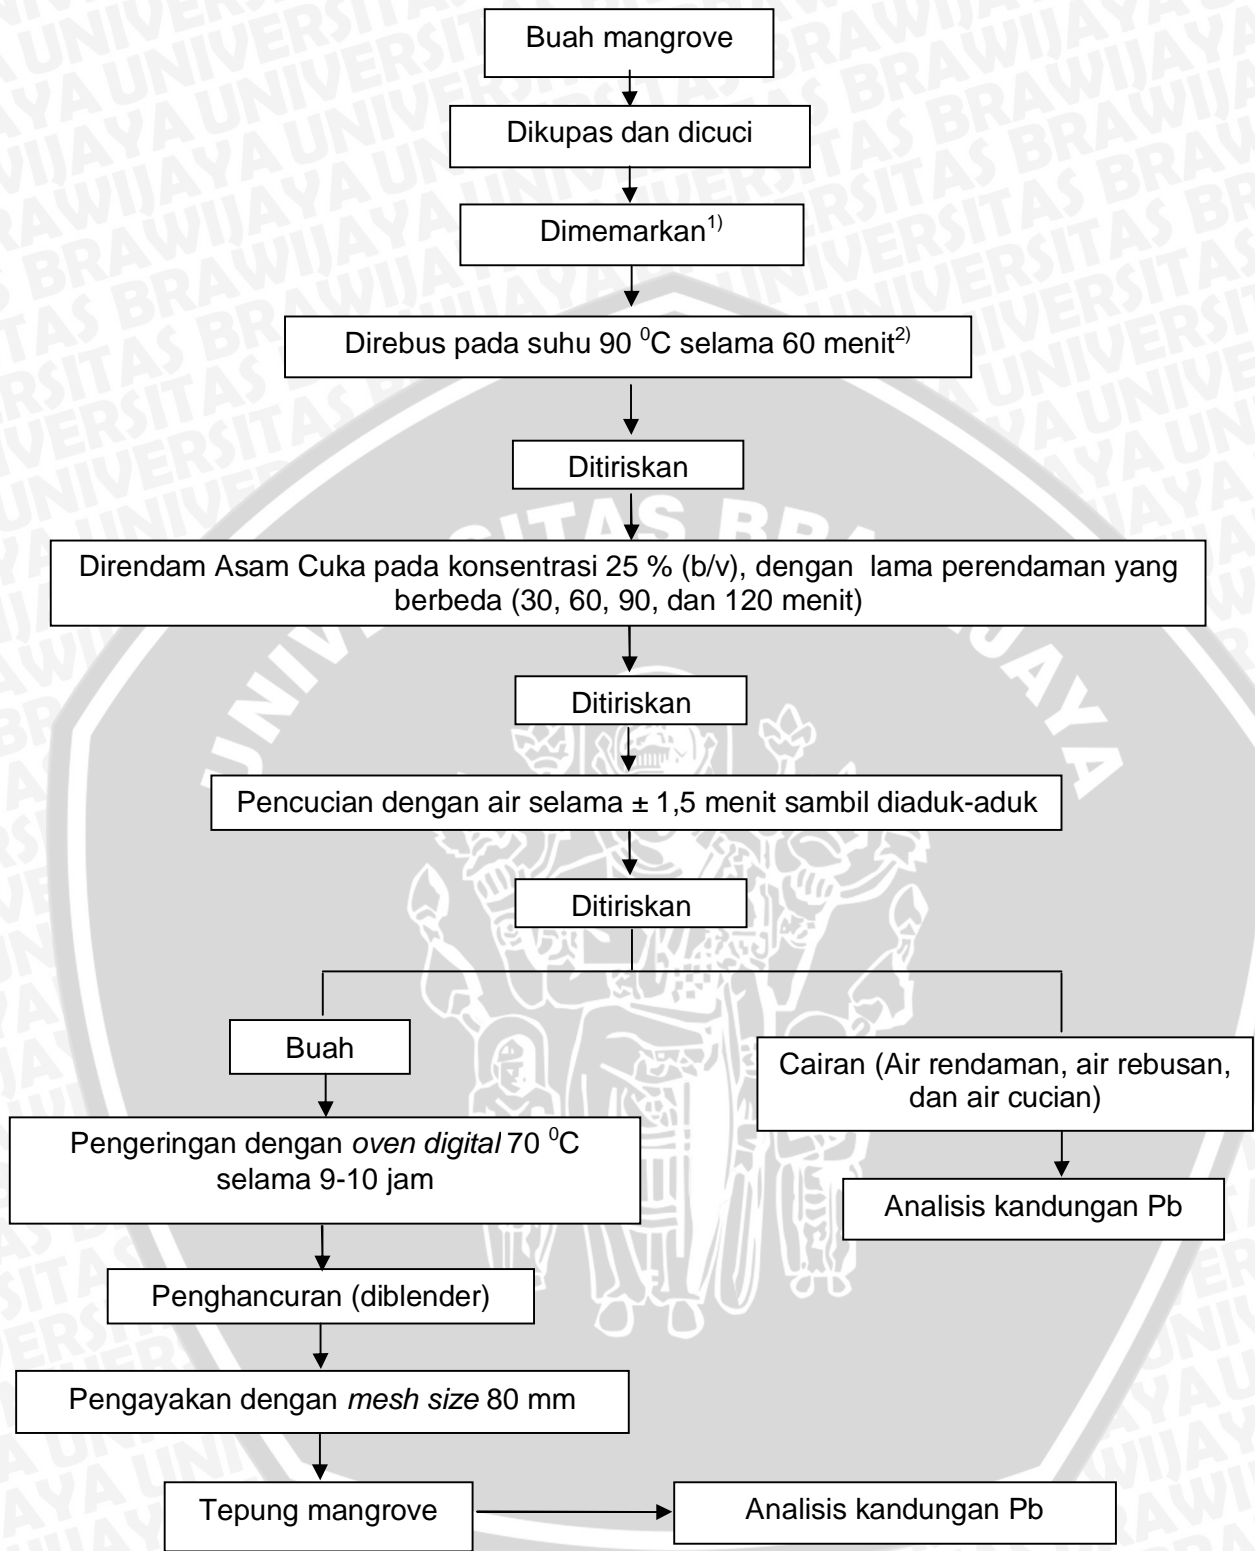 Buah mangrove
Dikupas dan dicuci
Dimemarkan¹⁾
Direbus pada suhu 90 ⁰C selama 60 menit²⁾
Ditiriskan
Direndam Asam Cuka pada konsentrasi 25 % (b/v), dengan lama perendaman yang
berbeda (30, 60, 90, dan 120 menit)
Ditiriskan
Pencucian dengan air selama ± 1,5 menit sambil diaduk-aduk
Ditiriskan
Buah
Cairan (Air rendaman, air rebusan,
dan air cucian)
Pengeringan dengan oven digital 70 ⁰C
selama 9-10 jam
Analisis kandungan Pb
Penghancuran (diblender)
Pengayakan dengan mesh size 80 mm
Tepung mangrove
Analisis kandungan Pb
UNIVERSITAS BRAWIJAYA